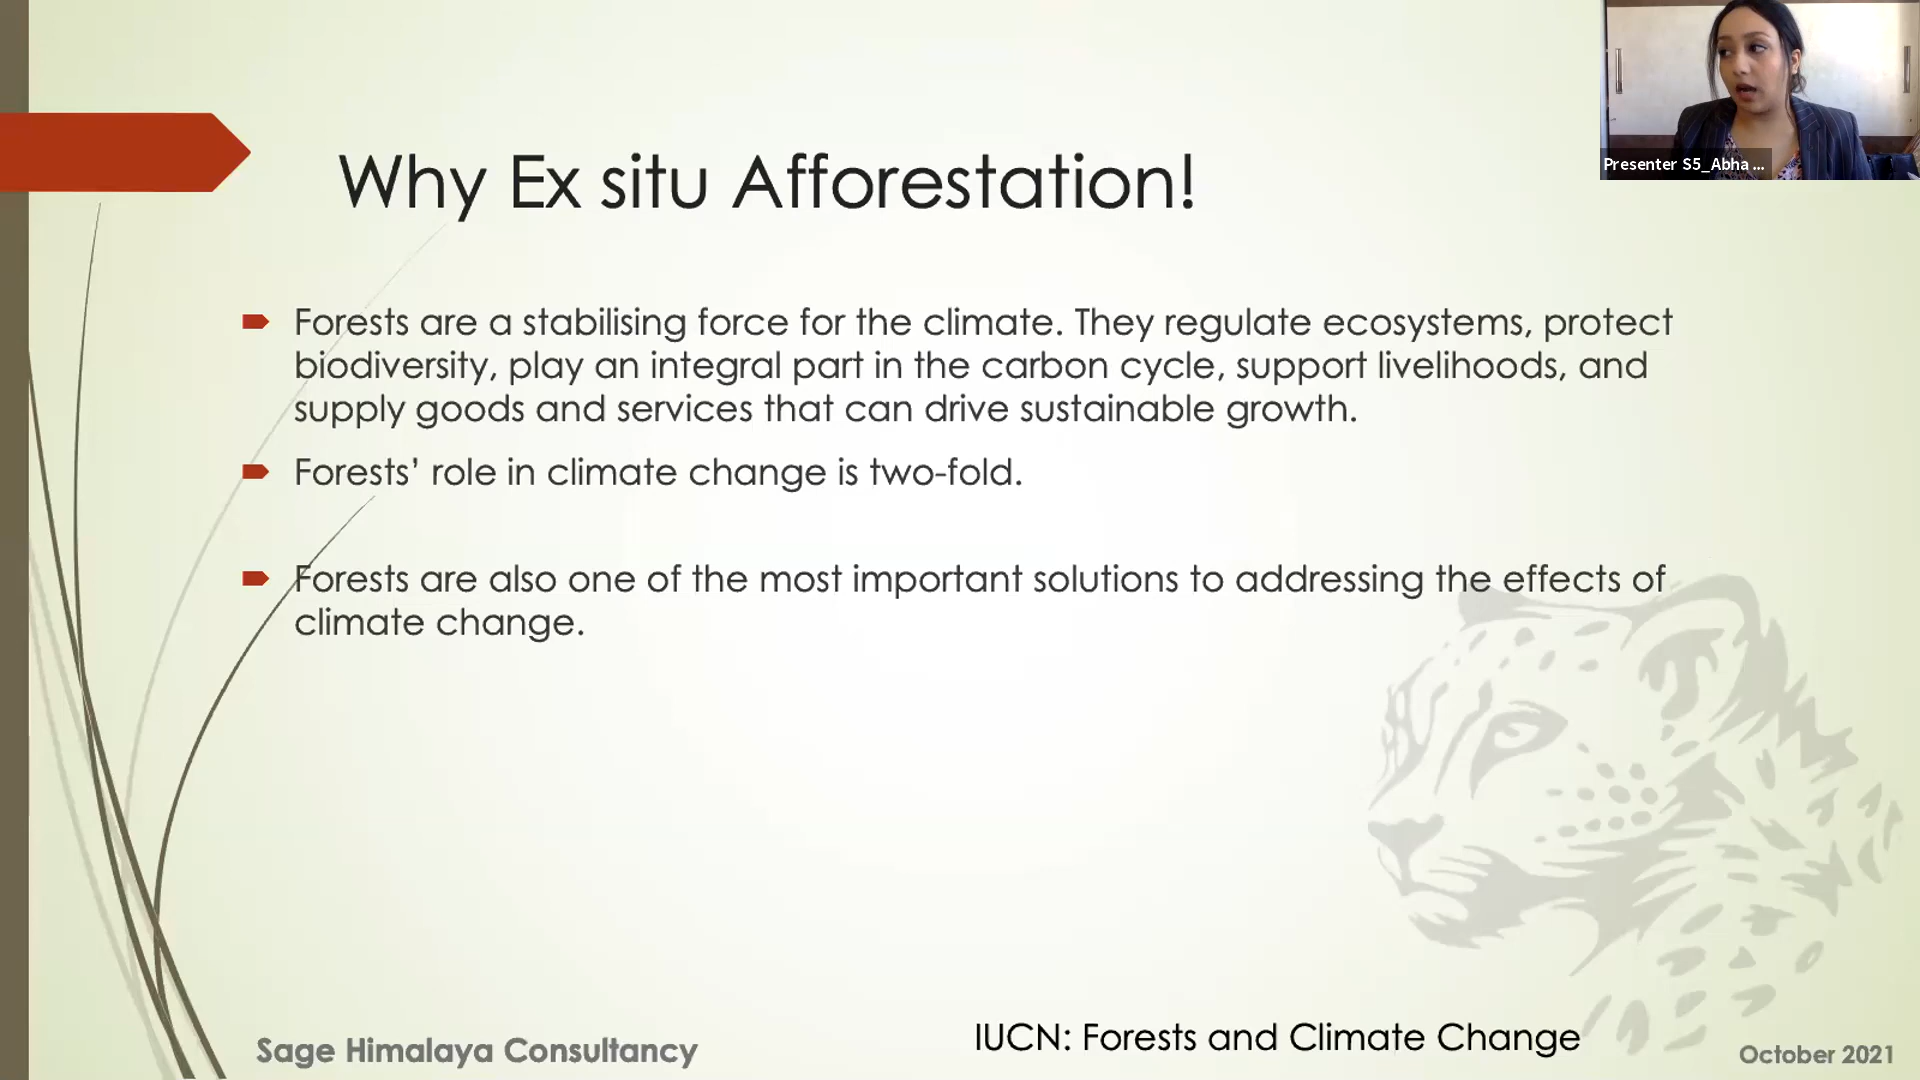 Presenter S5_Abha ...
Why Ex situ Afforestation!
Forests are a stabilising force for the climate. They regulate ecosystems, protect
biodiversity, play an integral part in the carbon cycle, support livelihoods, and
supply goods and services that can drive sustainable growth.
Forests’ role in climate change is two-fold.
Forests are also one of the most important solutions to addressing the effects of
climate change.
Sage Himalaya Consultancy
IUCN: Forests and Climate Change
October 2021